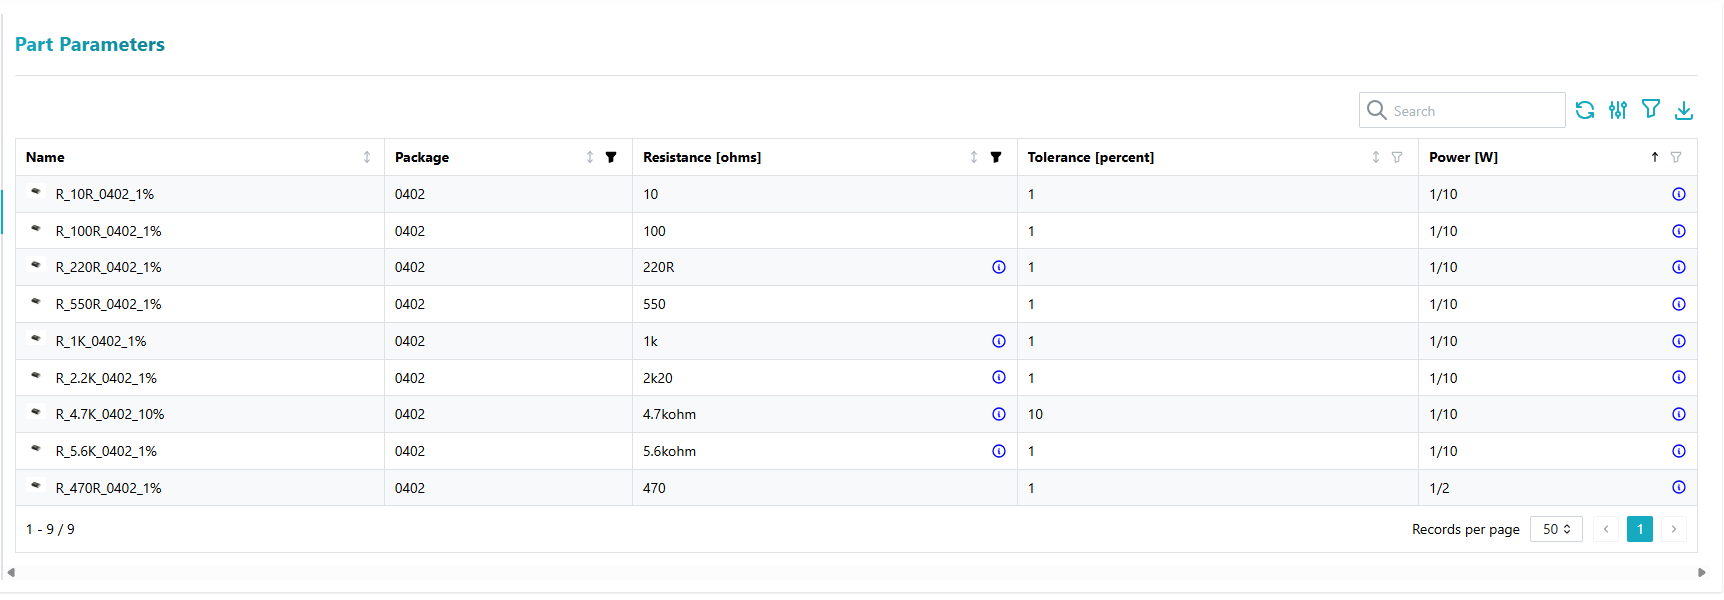 Part Parameters
Search
Name Package Resistance [ohms] Tolerance [percent] Power [W]
R_10R_0402_1% 0402 10 1 1/10
R_100R_0402_1% 0402 100 1 1/10
R_220R_0402_1% 0402 220R 1 1/10
R_550R_0402_1% 0402 550 1 1/10
R_1K_0402_1% 0402 1k 1 1/10
R_2.2K_0402_1% 0402 2k20 1 1/10
R_4.7K_0402_10% 0402 4.7kohm 10 1/10
R_5.6K_0402_1% 0402 5.6kohm 1 1/10
R_470R_0402_1% 0402 470 1 1/2
1 - 9 / 9 Records per page 50 1